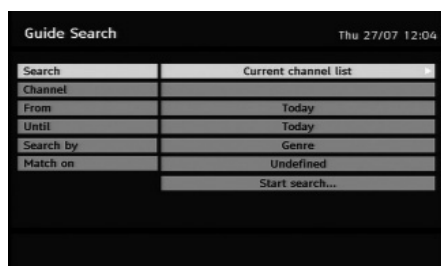 Guide Search Thu 27/07 12:04
Search Current channel list
Channel
From Today
Until Today
Search by Genre
Match on Undefined
Start search...